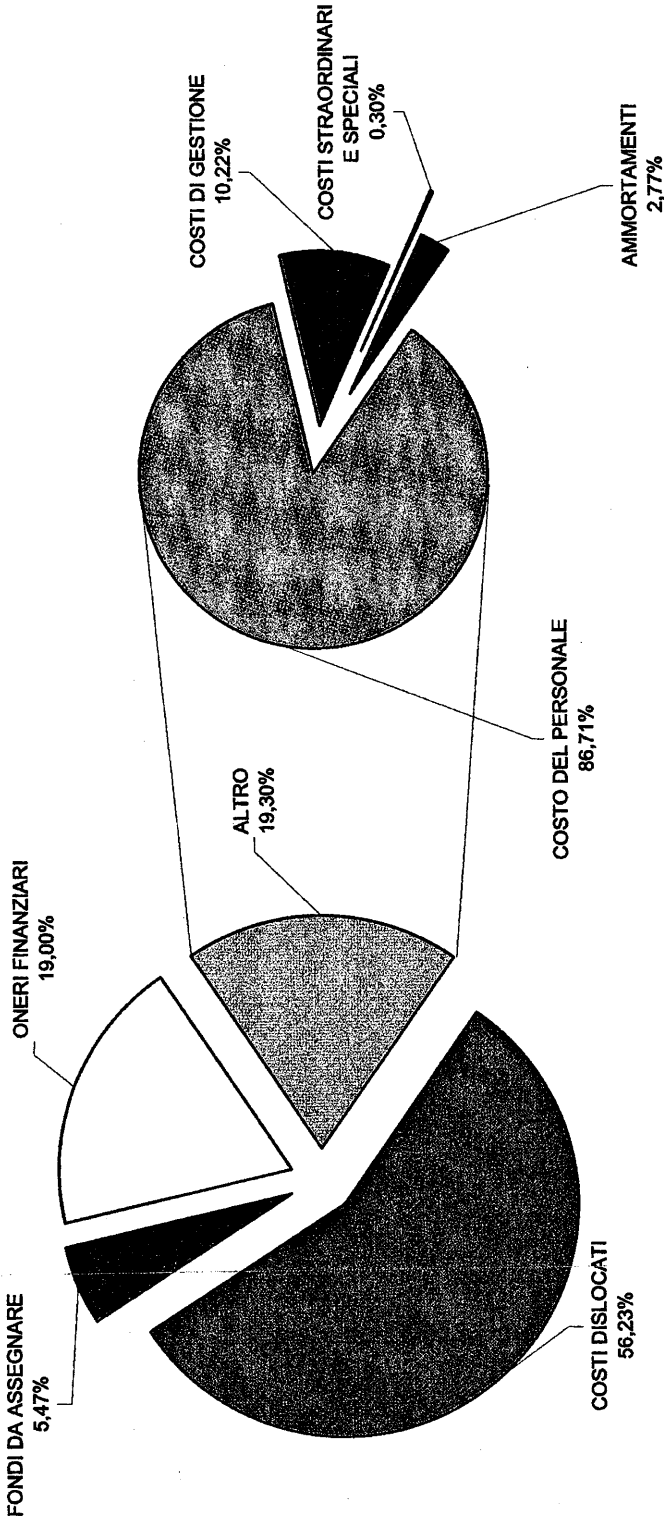 FONDI DA ASSEGNARE
5,47%
ONERI FINANZIARI
19,00%
ALTRO
19,30%
COSTI DISLOCATI
56,23%
COSTI DI GESTIONE
10,22%
COSTI STRAORDINARI
E SPECIALI
0,30%
AMMORTAMENTI
2,77%
COSTO DEL PERSONALE
86,71%